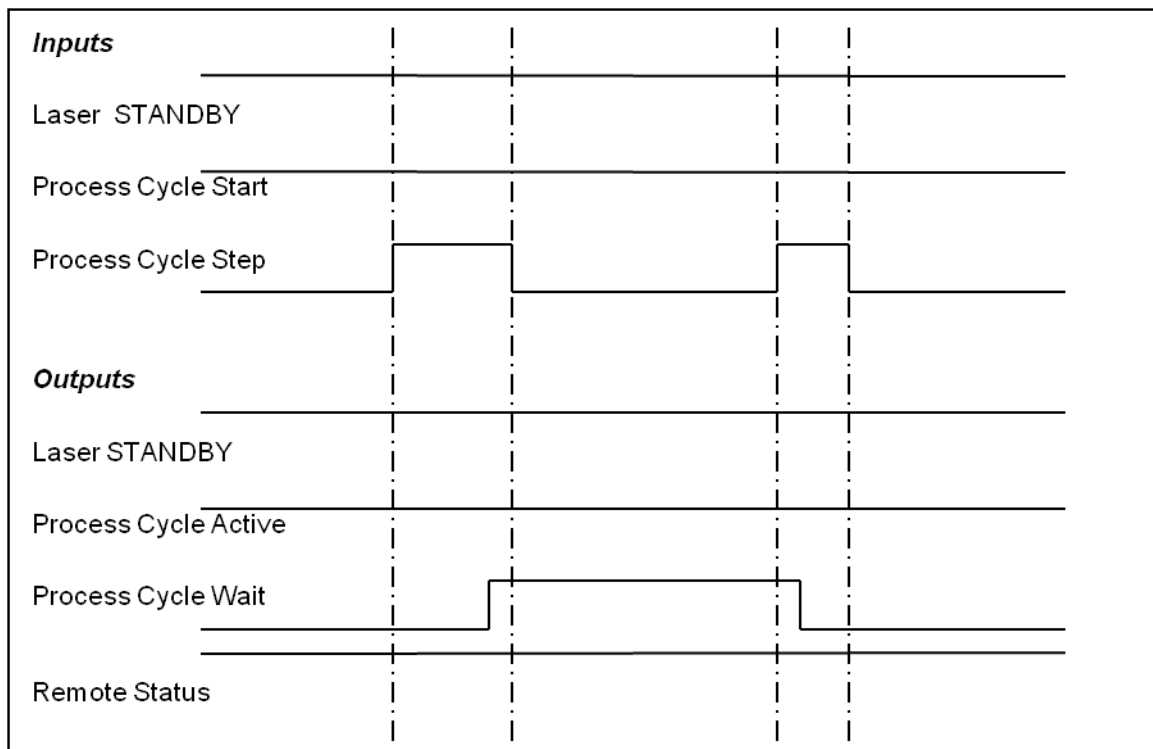 Inputs
Laser STANDBY
Process Cycle Start
Process Cycle Step
Outputs
Laser STANDBY
Process Cycle Active
Process Cycle Wait
Remote Status